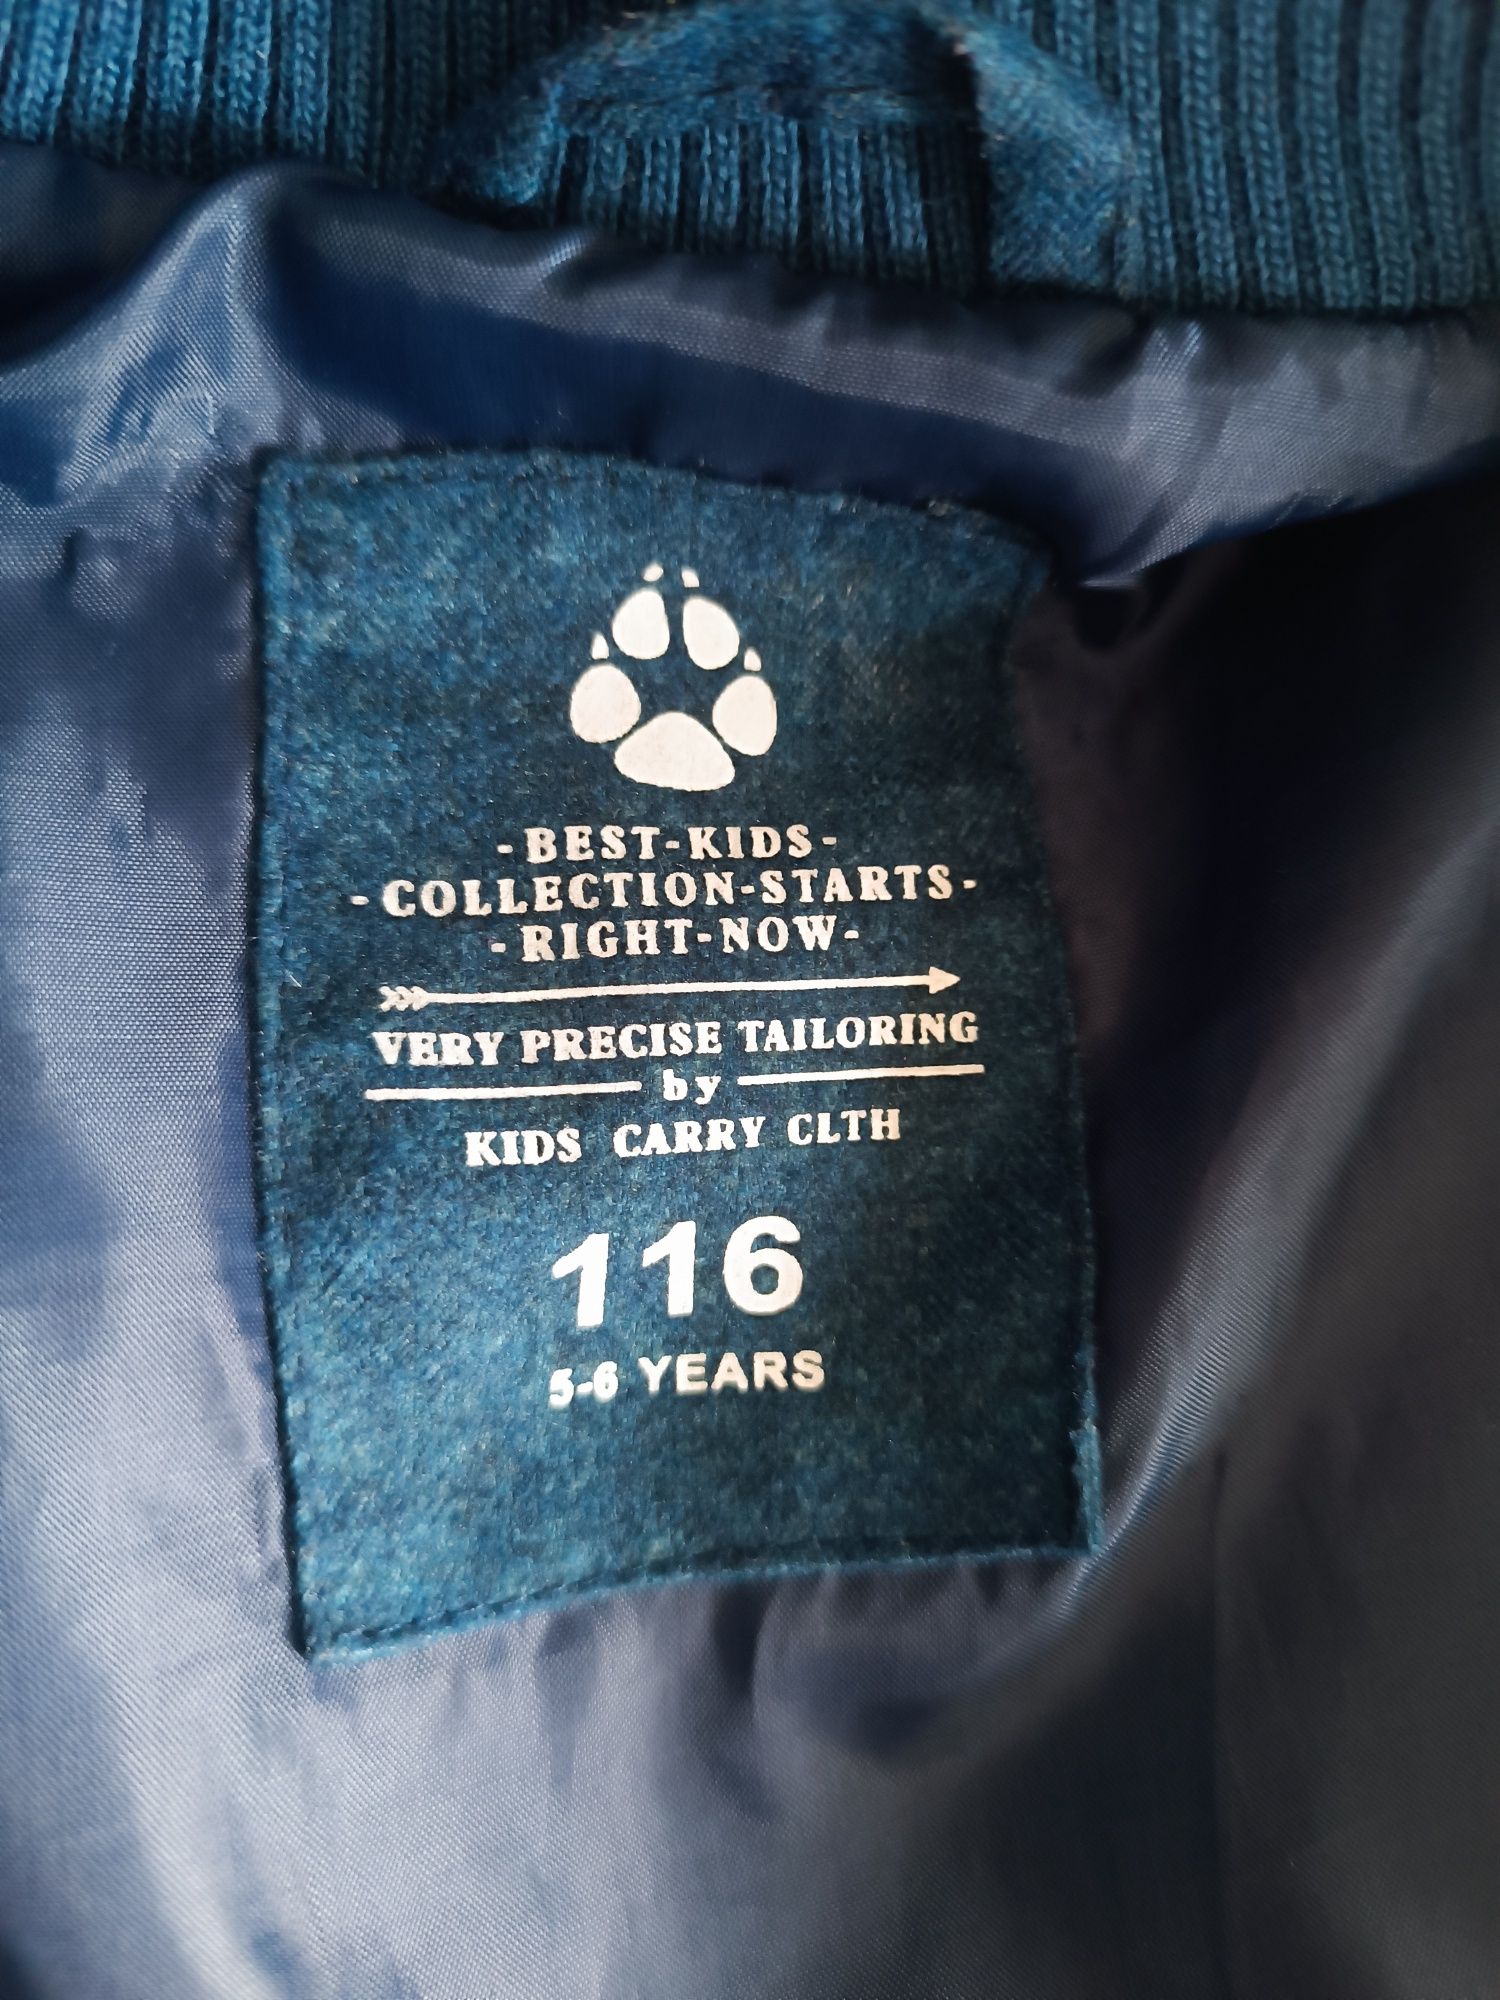 -BEST-KIDS-
-COLLECTION-STARTS-
-RIGHT-NOW-
VERY PRECISE TAILORING
by
KIDS CARRY CLTH
116
5-6 YEARS